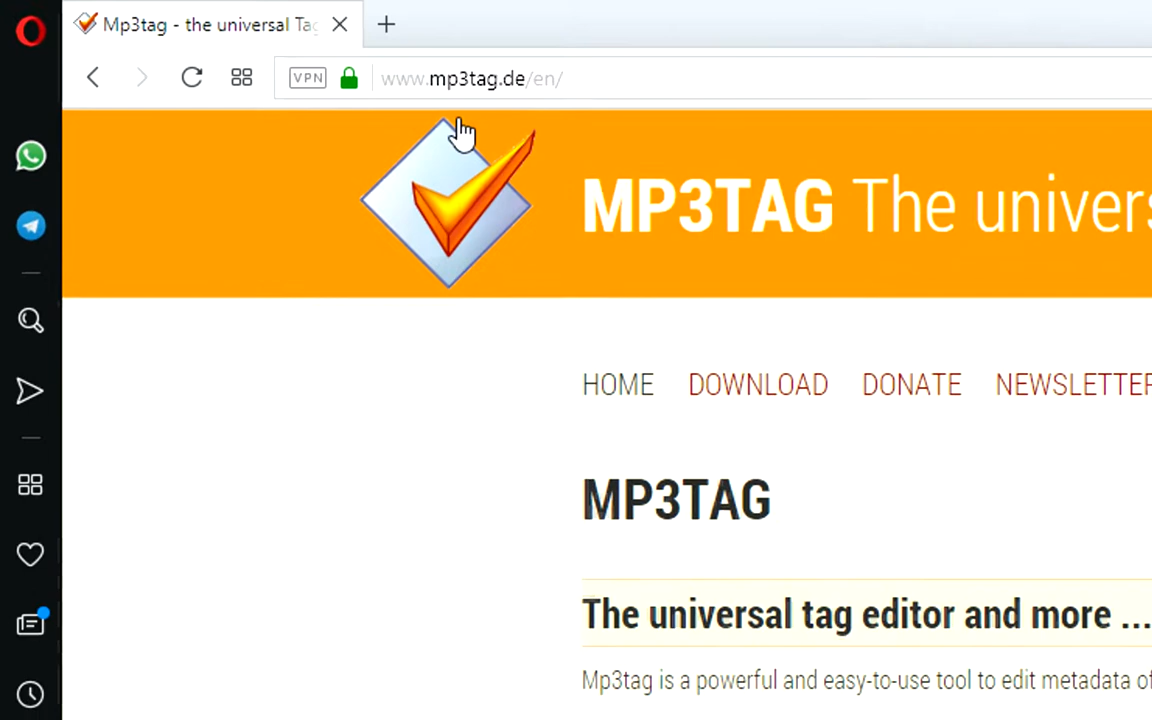 Mp3tag - the universal Tag
VPN www.mp3tag.de/en/
MP3TAG The univers
HOME DOWNLOAD DONATE NEWSLETTER
MP3TAG
The universal tag editor and more ...
Mp3tag is a powerful and easy-to-use tool to edit metadata of